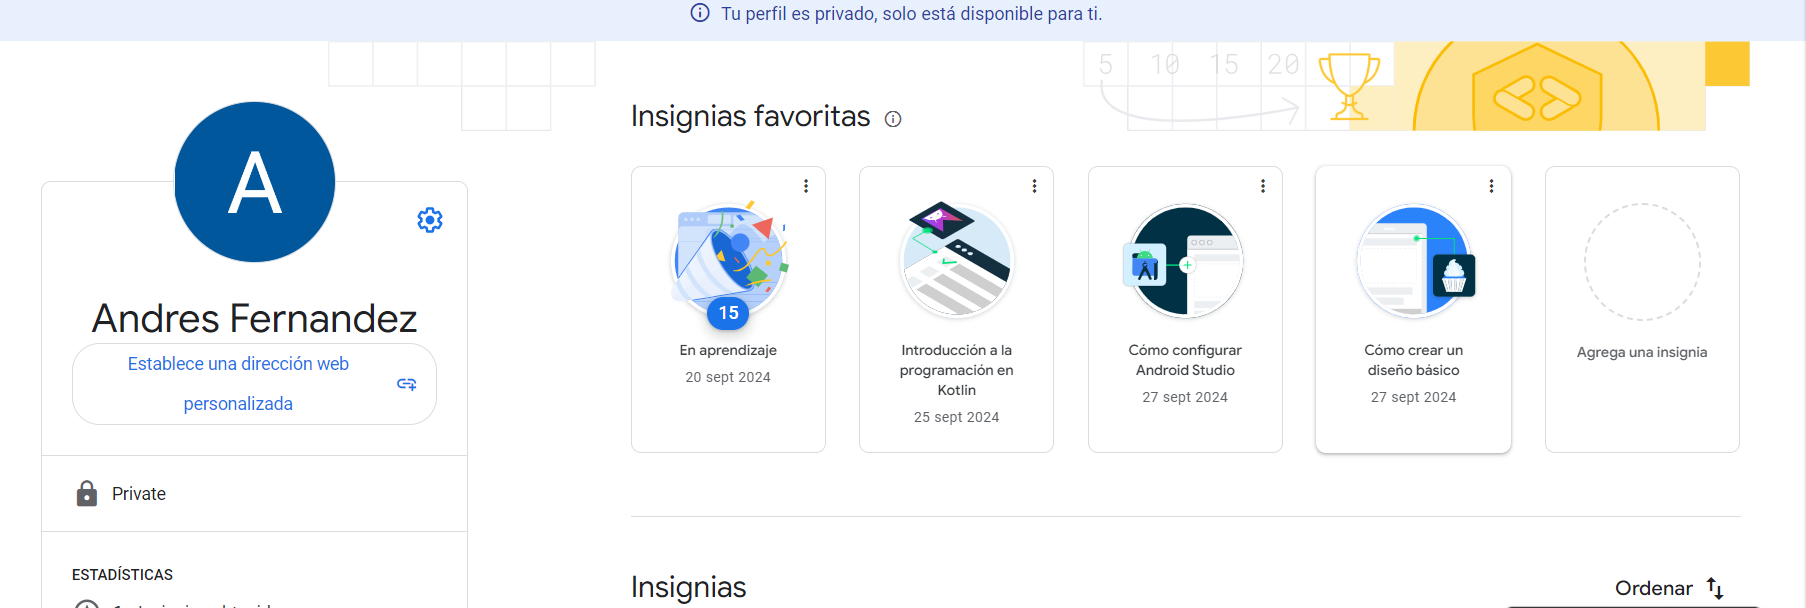 Tu perfil es privado, solo está disponible para ti.
5 10 15 20
Insignias favoritas
A
Andres Fernandez
Establece una dirección web
personalizada
Private
ESTADÍSTICAS
15
En aprendizaje
20 sept 2024
Introducción a la
programación en
Kotlin
25 sept 2024
Cómo configurar
Android Studio
27 sept 2024
Cómo crear un
diseño básico
27 sept 2024
Agrega una insignia
Insignias
Ordenar